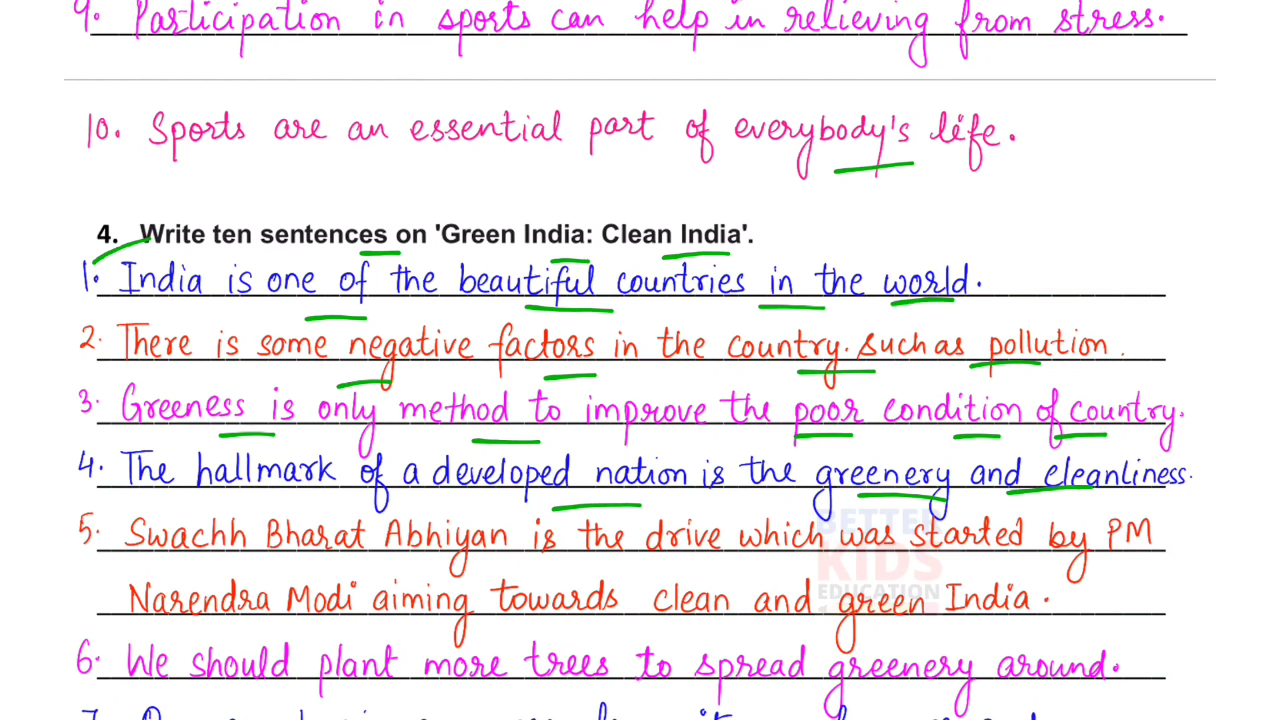 9. Participation in sports can help in relieving from stress.
10. Sports are an essential part of everybody's life.
4. Write ten sentences on 'Green India: Clean India'.
1. India is one of the beautiful countries in the world.
2. There is some negative factors in the country. such as pollution.
3. Greeness is only method to improve the poor condition of country.
4. The hallmark of a developed nation is the greenery and cleanliness.
5. Swachh Bharat Abhiyan is the drive which was started by PM
BETTER
KIDS
EDUCATION
Narendra Modi aiming towards clean and green India.
6. We should plant more trees to spread greenery around.
7.